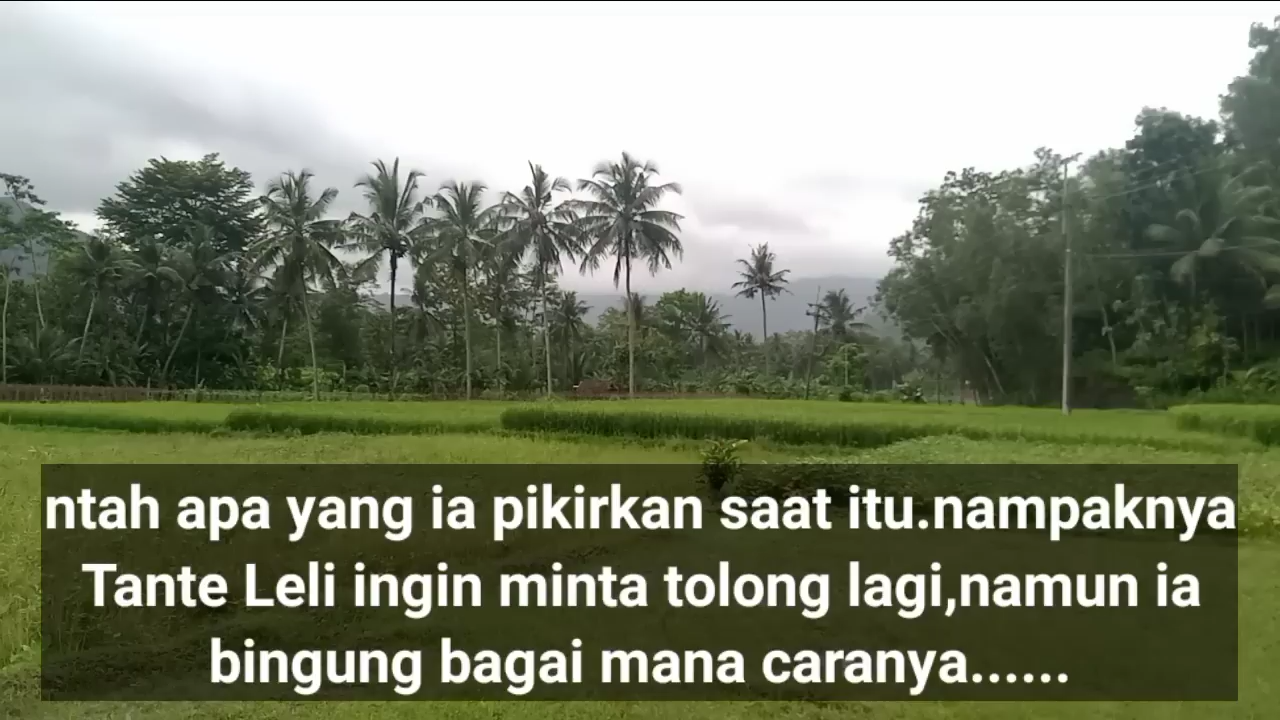 ntah apa yang ia pikirkan saat itu.nampaknya
Tante Leli ingin minta tolong lagi,namun ia
bingung bagai mana caranya......